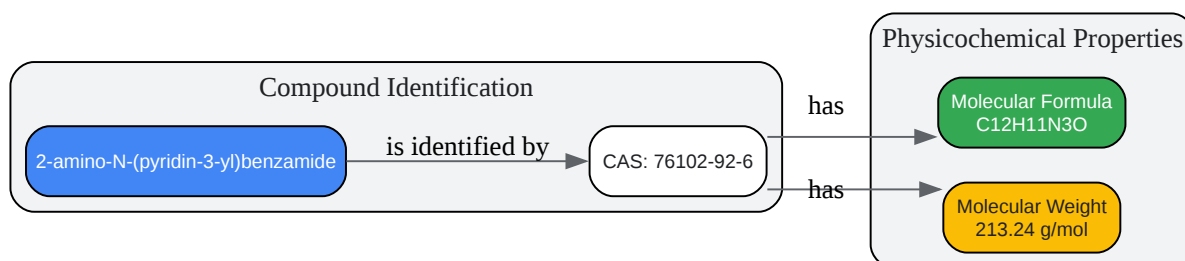 Physicochemical Properties
Compound Identification
2-amino-N-(pyridin-3-yl)benzamide
is identified by
CAS: 76102-92-6
has
Molecular Formula
C12H11N3O
has
Molecular Weight
213.24 g/mol